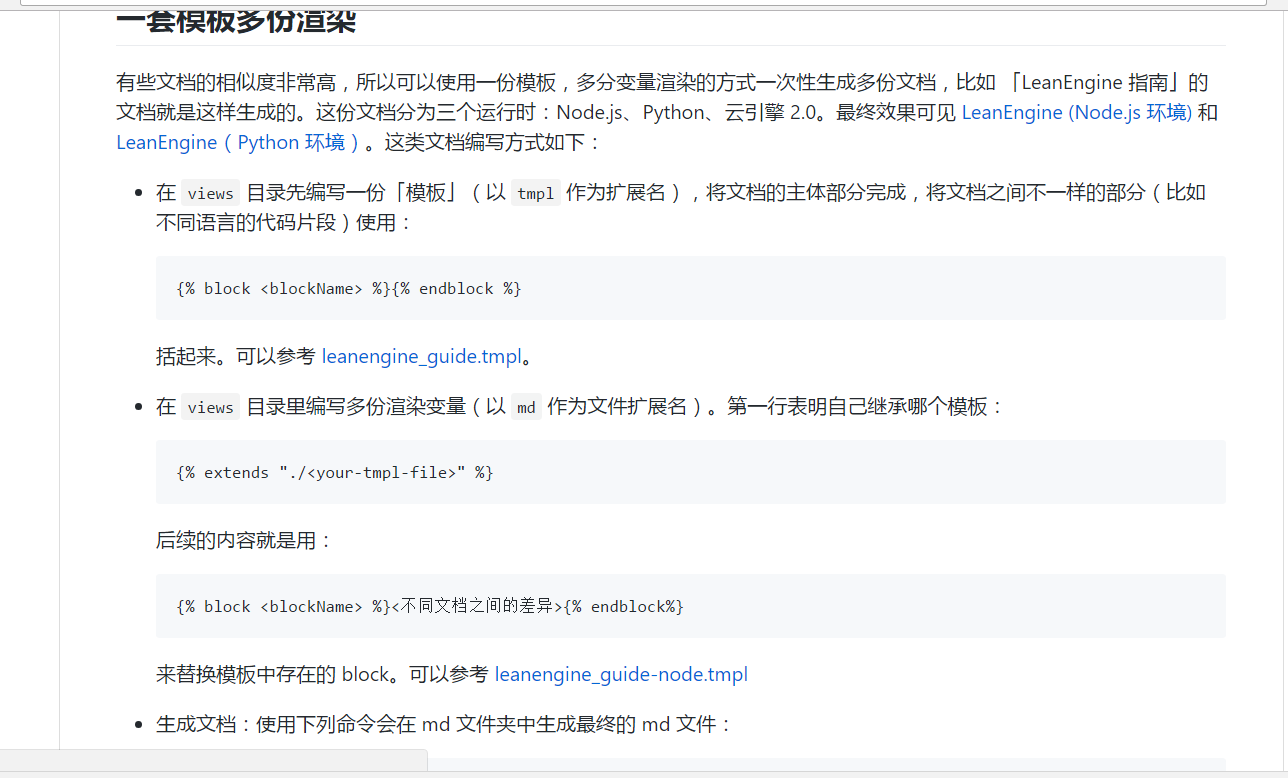 一套模板多份渲染
有些文档的相似度非常高，所以可以使用一份模板，多分变量渲染的方式一次性生成多份文档，比如 「LeanEngine 指南」的
文档就是这样生成的。这份文档分为三个运行时：Node.js、Python、云引擎 2.0。最终效果可见 LeanEngine (Node.js 环境) 和
LeanEngine（Python 环境）。这类文档编写方式如下：
• 在 views 目录先编写一份「模板」（以 tmpl 作为扩展名），将文档的主体部分完成，将文档之间不一样的部分（比如
不同语言的代码片段）使用：
{% block <blockName> %}{% endblock %}
括起来。可以参考 leanengine_guide.tmpl。
• 在 views 目录里编写多份渲染变量（以 md 作为文件扩展名）。第一行表明自己继承哪个模板：
{% extends "./<your-tmpl-file>" %}
后续的内容就是用：
{% block <blockName> %}<不同文档之间的差异>{% endblock%}
来替换模板中存在的 block。可以参考 leanengine_guide-node.tmpl
• 生成文档：使用下列命令会在 md 文件夹中生成最终的 md 文件：